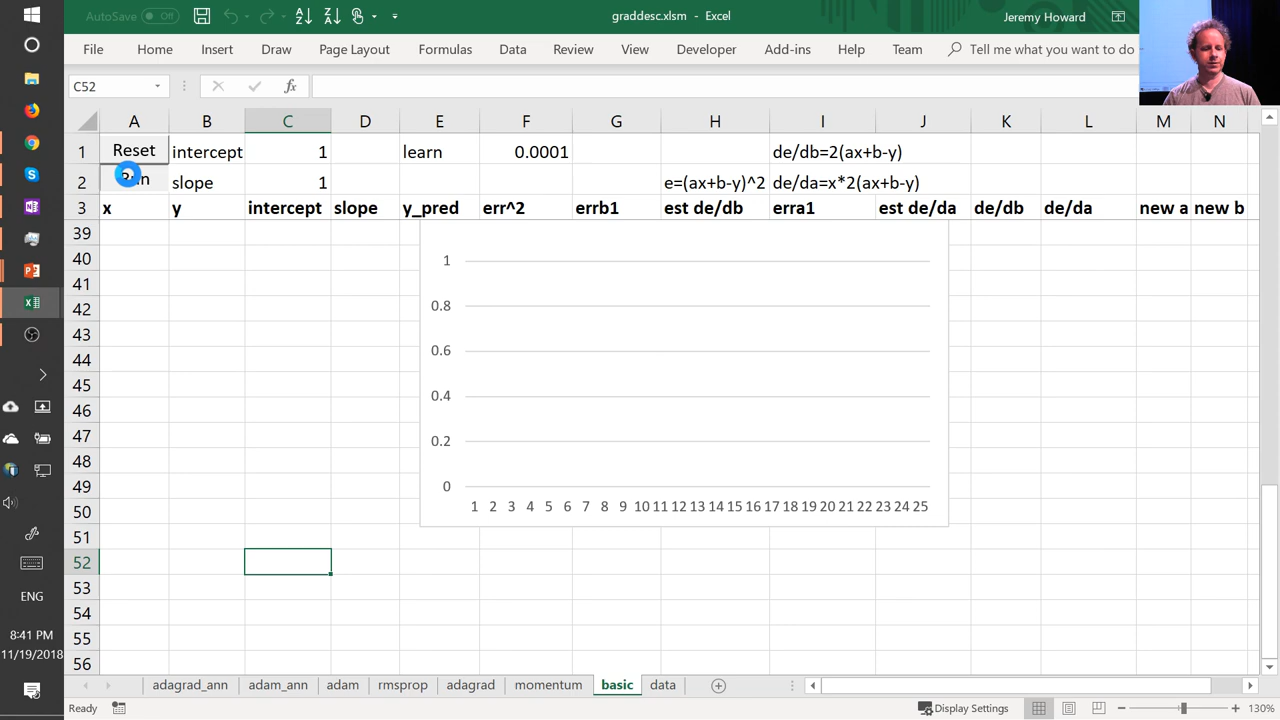 AutoSave Off graddesc.xlsm - Excel Jeremy Howard
File Home Insert Draw Page Layout Formulas Data Review View Developer Add-ins Help Team Tell me what you want to do
C52 fx
A B C D E F G H I J K L M N
1 Reset intercept 1 learn 0.0001 de/db=2(ax+b-y)
2 slope 1 e=(ax+b-y)^2 de/da=x*2(ax+b-y)
3 x y intercept slope y_pred err^2 errb1 est de/db erra1 est de/da de/db de/da new a new b
39
40 1
41
42 0.8
43
44 0.6
45
46 0.4
47
48 0.2
49 0
50 1 2 3 4 5 6 7 8 9 10 11 12 13 14 15 16 17 18 19 20 21 22 23 24 25
51
52
53
54
55
56
ENG
8:41 PM
11/19/2018
adagrad_ann adam_ann adam rmsprop adagrad momentum basic data
Ready Display Settings 130%